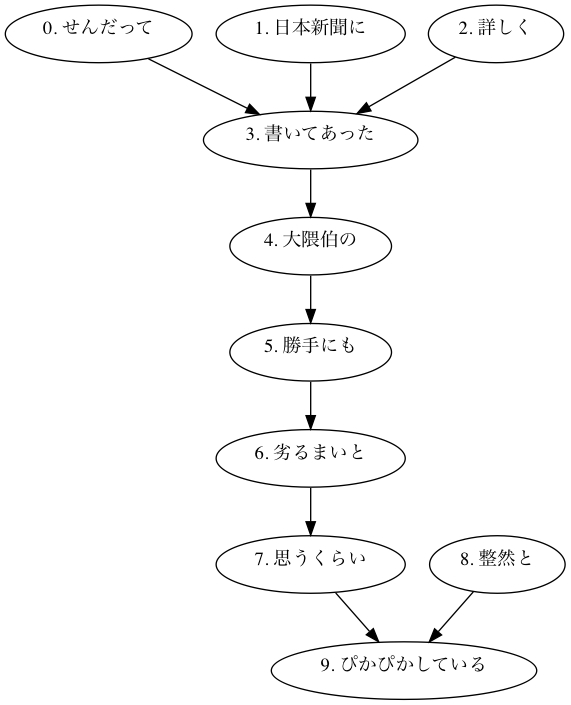 0. せんだって
1. 日本新聞に
2. 詳しく
3. 書いてあった
4. 大隈伯の
5. 勝手にも
6. 劣るまいと
7. 思うくらい
8. 整然と
9. ぴかぴかしている